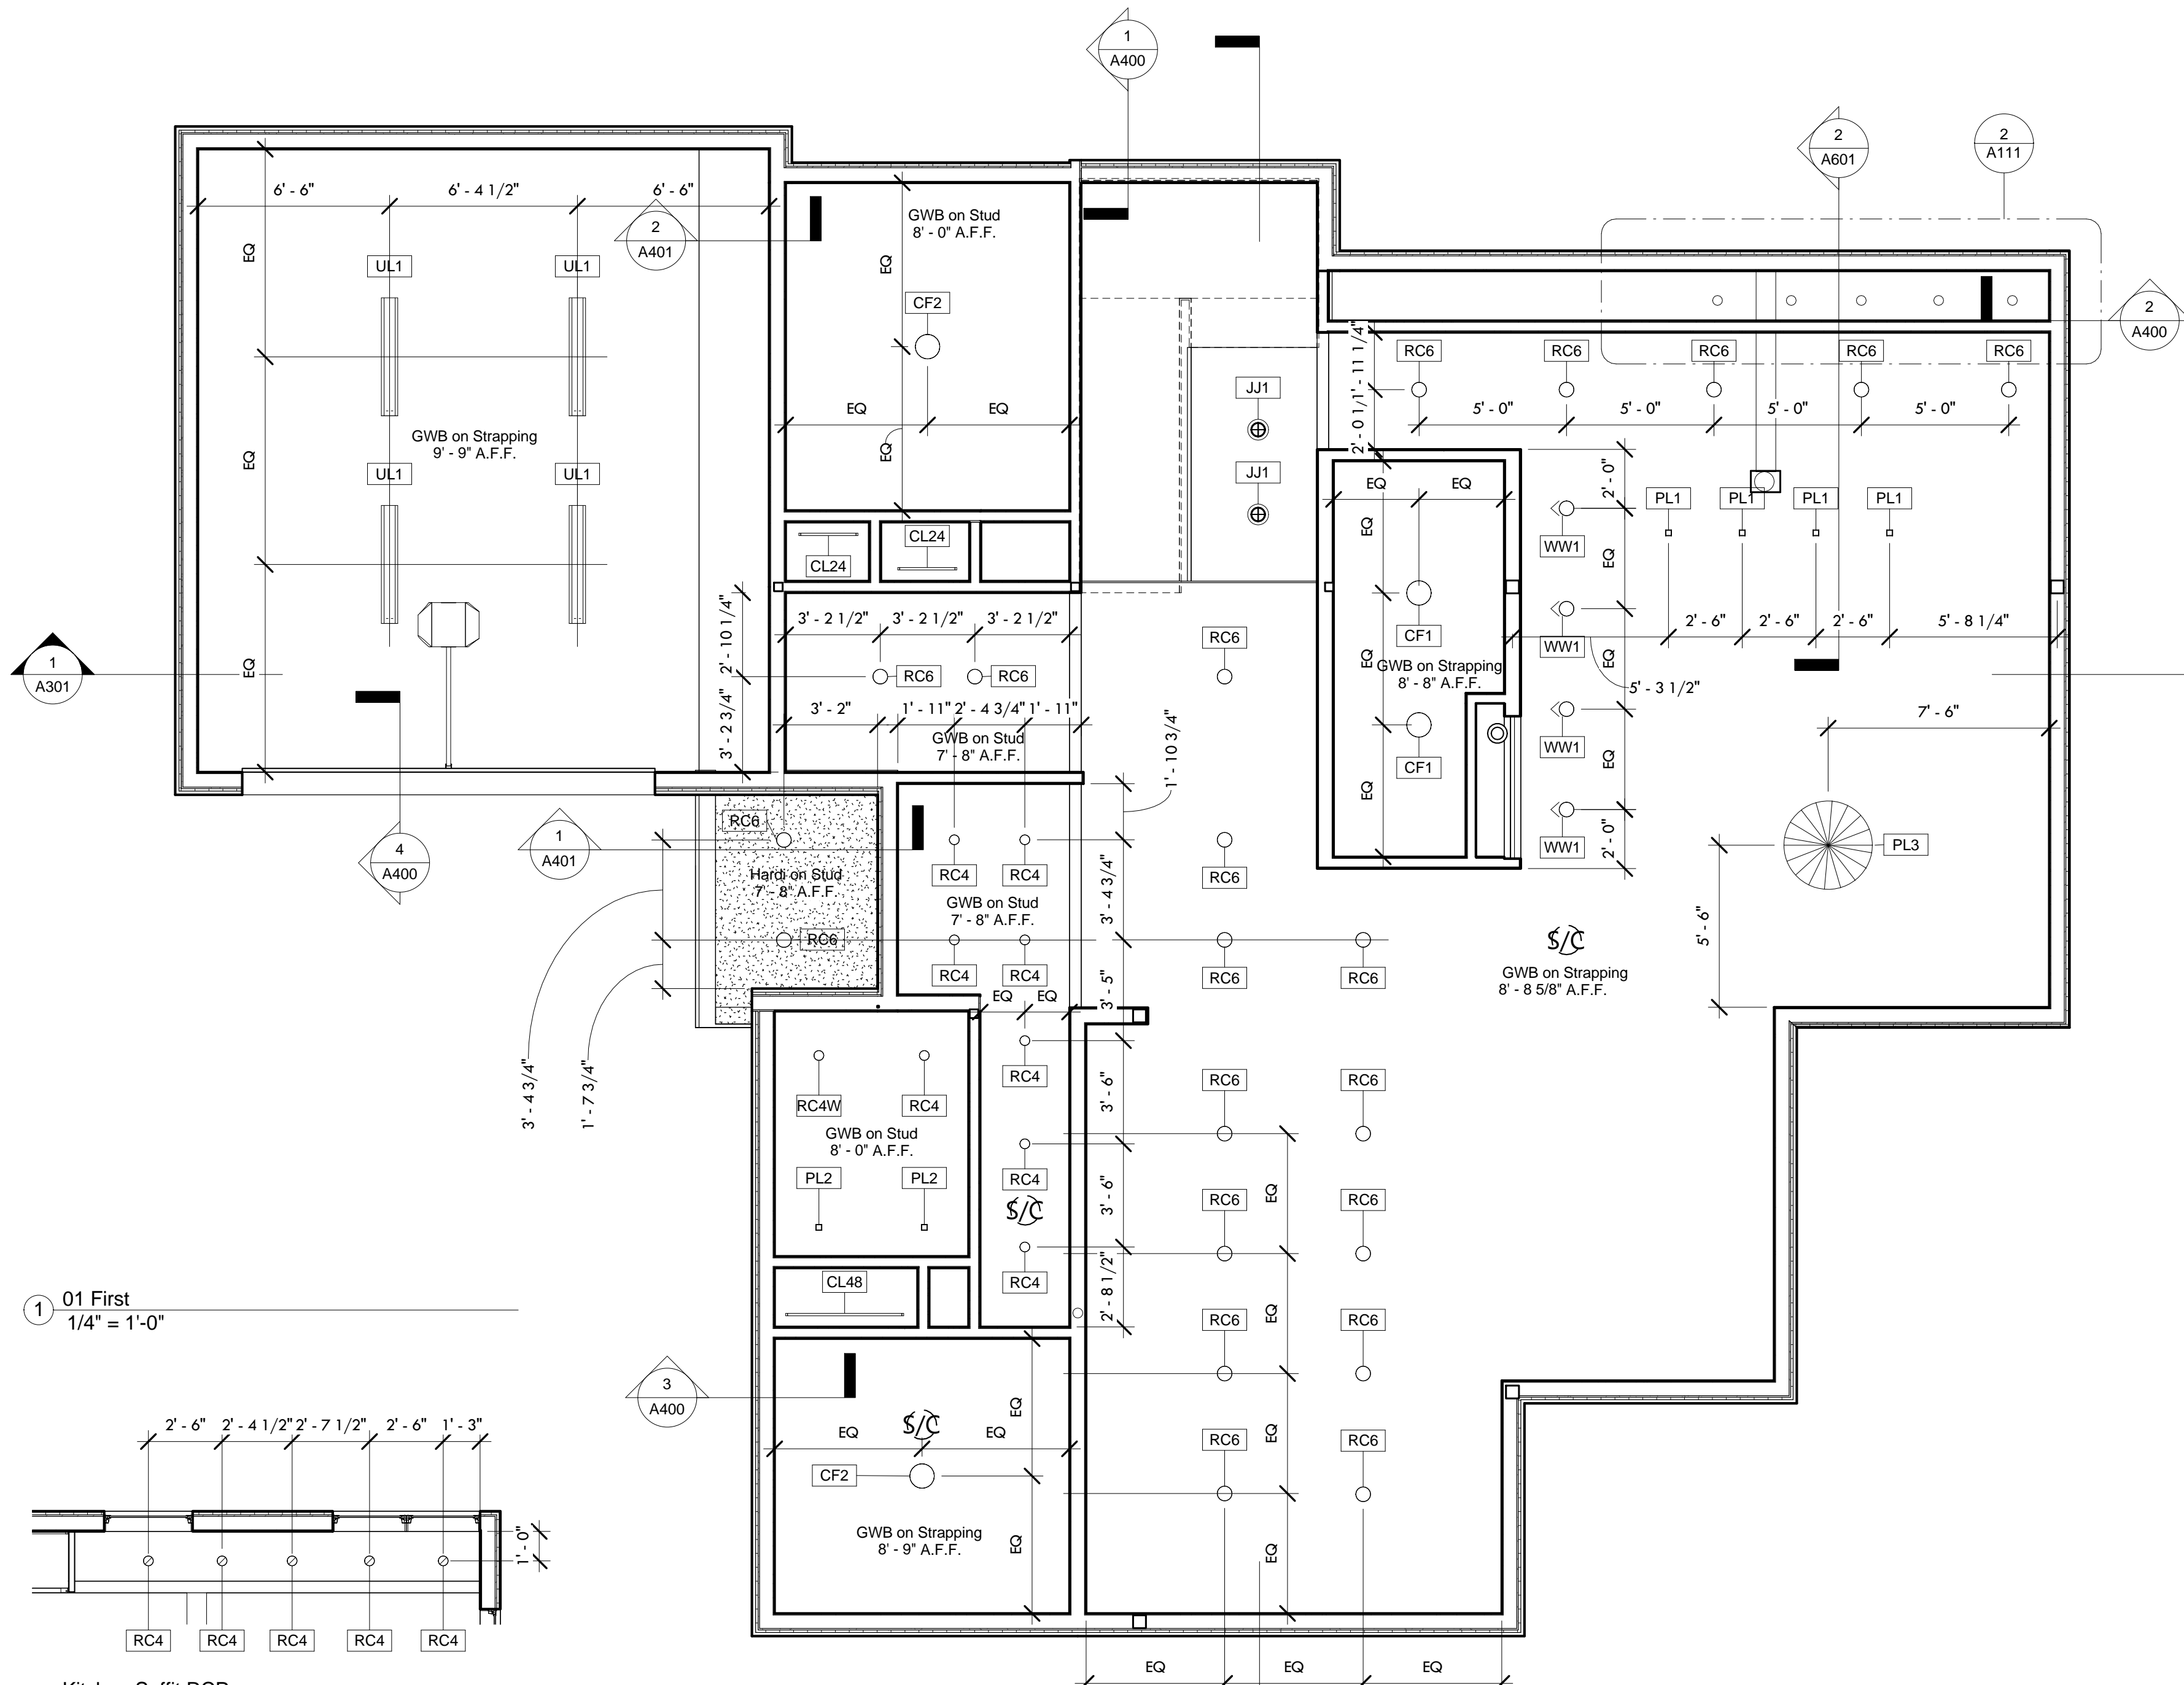 1
A400
2
A601
2
A111
6' - 6"
6' - 4 1/2"
6' - 6"
EQ
2
A401
GWB on Stud
8' - 0" A.F.F.
EQ
UL1
UL1
CF2
2
A400
2' - 0 1/
1' - 11 1/4"
RC6
RC6
RC6
RC6
RC6
JJ1
EQ
EQ
5' - 0"
5' - 0"
5' - 0"
5' - 0"
GWB on Strapping
9' - 9" A.F.F.
EQ
EQ
UL1
UL1
JJ1
EQ
EQ
2' - 0"
PL1
PL1
PL1
PL1
EQ
CL24
CL24
WW1
EQ
3' - 2 1/2"
3' - 2 1/2"
3' - 2 1/2"
2' - 10 1/4"
RC6
CF1
2' - 6"
2' - 6"
2' - 6"
5' - 8 1/4"
WW1
EQ
EQ
EQ
1
A301
RC6
RC6
GWB on Strapping
8' - 8" A.F.F.
5' - 3 1/2"
3' - 2"
1' - 11"
2' - 4 3/4"
1' - 11"
3' - 2 3/4"
GWB on Stud
7' - 8" A.F.F.
1' - 10 3/4"
7' - 6"
WW1
CF1
EQ
EQ
RC6
1
A401
4
A400
2' - 0"
WW1
PL3
Hardi on Stud
7' - 8" A.F.F.
RC4
RC4
RC6
3' - 4 3/4"
GWB on Stud
7' - 8" A.F.F.
RC6
5' - 6"
S/C
GWB on Strapping
8' - 8 5/8" A.F.F.
RC4
RC4
RC6
RC6
EQ
EQ
3' - 5"
3' - 4 3/4"
1' - 7 3/4"
RC4
3' - 6"
RC6
RC6
RC4W
RC4
GWB on Stud
8' - 0" A.F.F.
PL2
PL2
RC4
3' - 6"
EQ
RC6
RC6
S/C
CL48
RC4
2' - 8 1/2"
EQ
RC6
RC6
1
01 First
1/4" = 1'-0"
3
A400
EQ
S/C
EQ
EQ
RC6
RC6
EQ
CF2
GWB on Strapping
8' - 9" A.F.F.
EQ
EQ
EQ
EQ
EQ
2' - 6"
2' - 4 1/2"
2' - 7 1/2"
2' - 6"
1' - 3"
1' - 0"
RC4
RC4
RC4
RC4
RC4